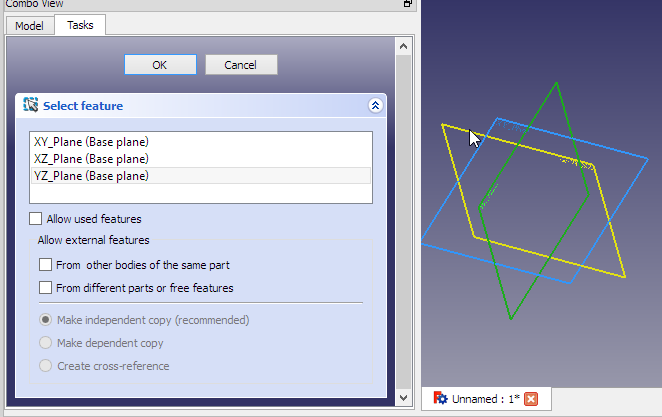 Combo View
Model Tasks
OK Cancel
Select feature
XY_Plane (Base plane)
XZ_Plane (Base plane)
YZ_Plane (Base plane)
Allow used features
Allow external features
From other bodies of the same part
From different parts or free features
Make independent copy (recommended)
Make dependent copy
Create cross-reference
Unnamed : 1*